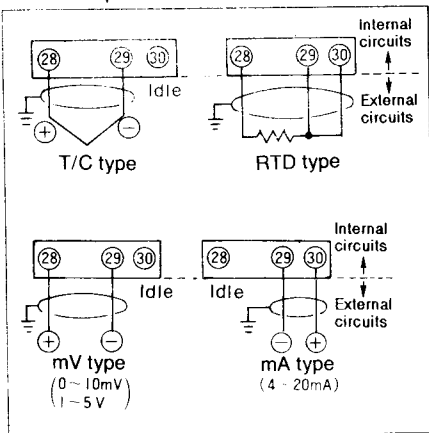 Internal
circuits
28 29 30 28 29 30
Idle
External
circuits
+ −
T/C type RTD type
Internal
circuits
28 29 30 28 29 30
Idle Idle
External
circuits
+ − − +
mV type mA type
(0~10mV (4~20mA)
1~5V)